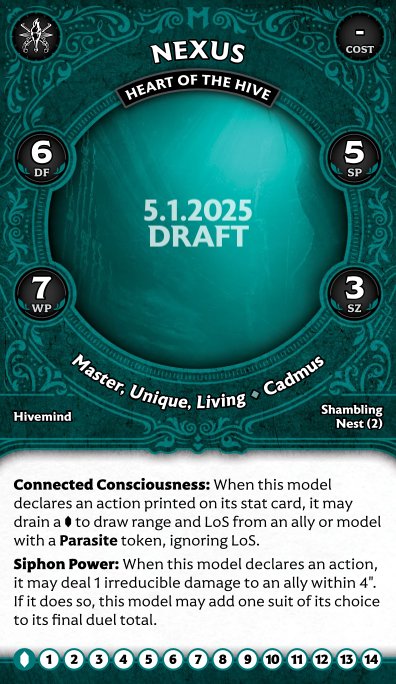 M
NEXUS
HEART OF THE HIVE
-
COST
6
DF
5
SP
5.1.2025
DRAFT
7
WP
3
SZ
Master, Unique, Living ⬥ Cadmus
Hivemind
Shambling
Nest (2)
Connected Consciousness: When this model
declares an action printed on its stat card, it may
drain a ⬧ to draw range and LoS from an ally or model
with a Parasite token, ignoring LoS.
Siphon Power: When this model declares an action,
it may deal 1 irreducible damage to an ally within 4".
If it does so, this model may add one suit of its choice
to its final duel total.
1 2 3 4 5 6 7 8 9 10 11 12 13 14